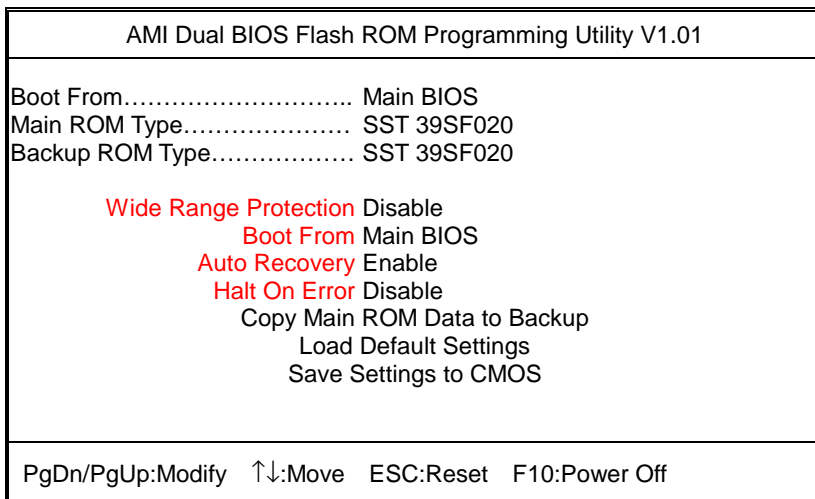 AMI Dual BIOS Flash ROM Programming Utility V1.01
Boot From……………………….. Main BIOS
Main ROM Type………………… SST 39SF020
Backup ROM Type……………… SST 39SF020
Wide Range Protection Disable
Boot From Main BIOS
Auto Recovery Enable
Halt On Error Disable
Copy Main ROM Data to Backup
Load Default Settings
Save Settings to CMOS
PgDn/PgUp:Modify ↑↓:Move ESC:Reset F10:Power Off